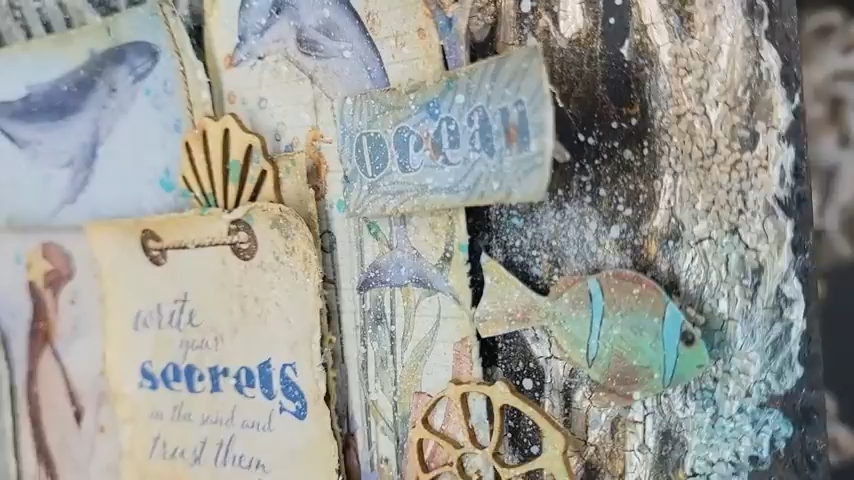 ocean
write
your
secrets
in the sand and
trust them